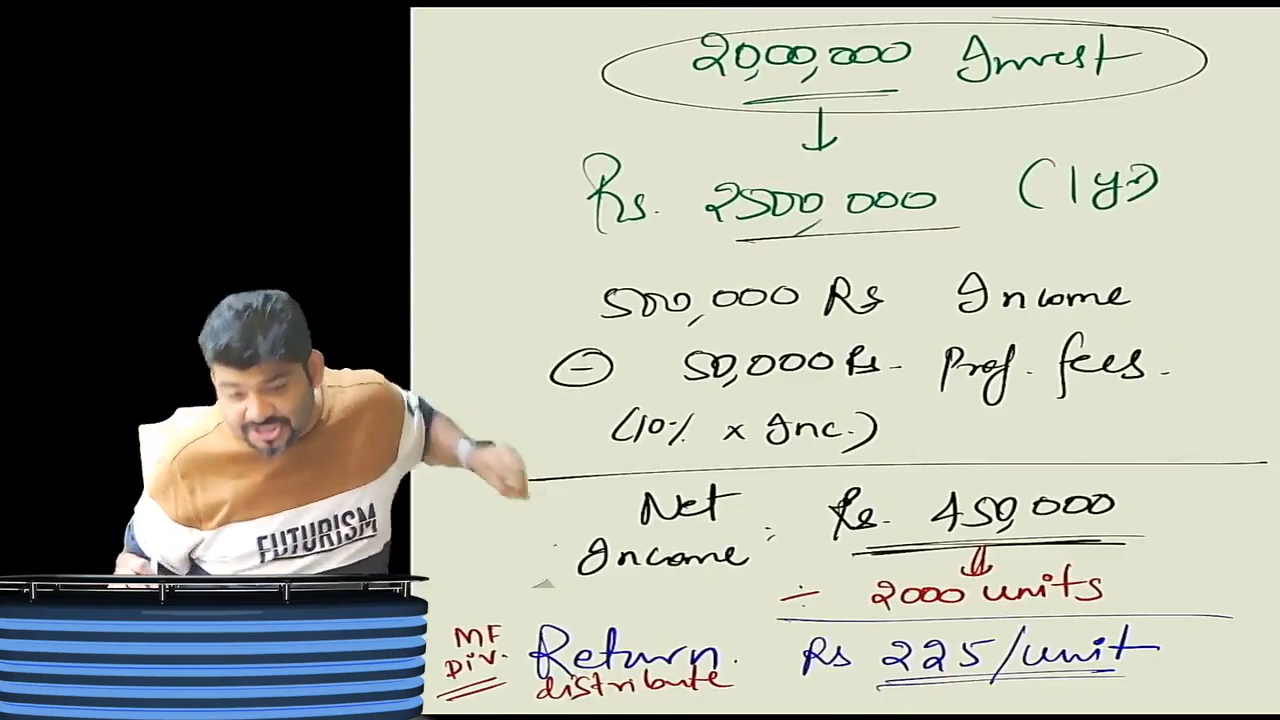 20,00,000 Invest
↓
Rs. 2500,000 (1 yr)
500,000 Rs Income
⊖ 50,000 Rs. Prof. fees.
(10% x Inc.)
Net Income : Rs. 450,000
↓
÷ 2000 units
MF Div. Return distribute Rs 225/unit
FUTURISM